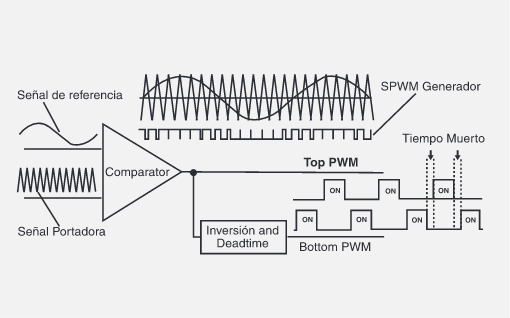 Señal de referencia
SPWM Generador
Tiempo Muerto
Comparator
Top PWM
ON
ON
ON
ON
ON
ON
ON
Señal Portadora
Inversión and
Deadtime
Bottom PWM